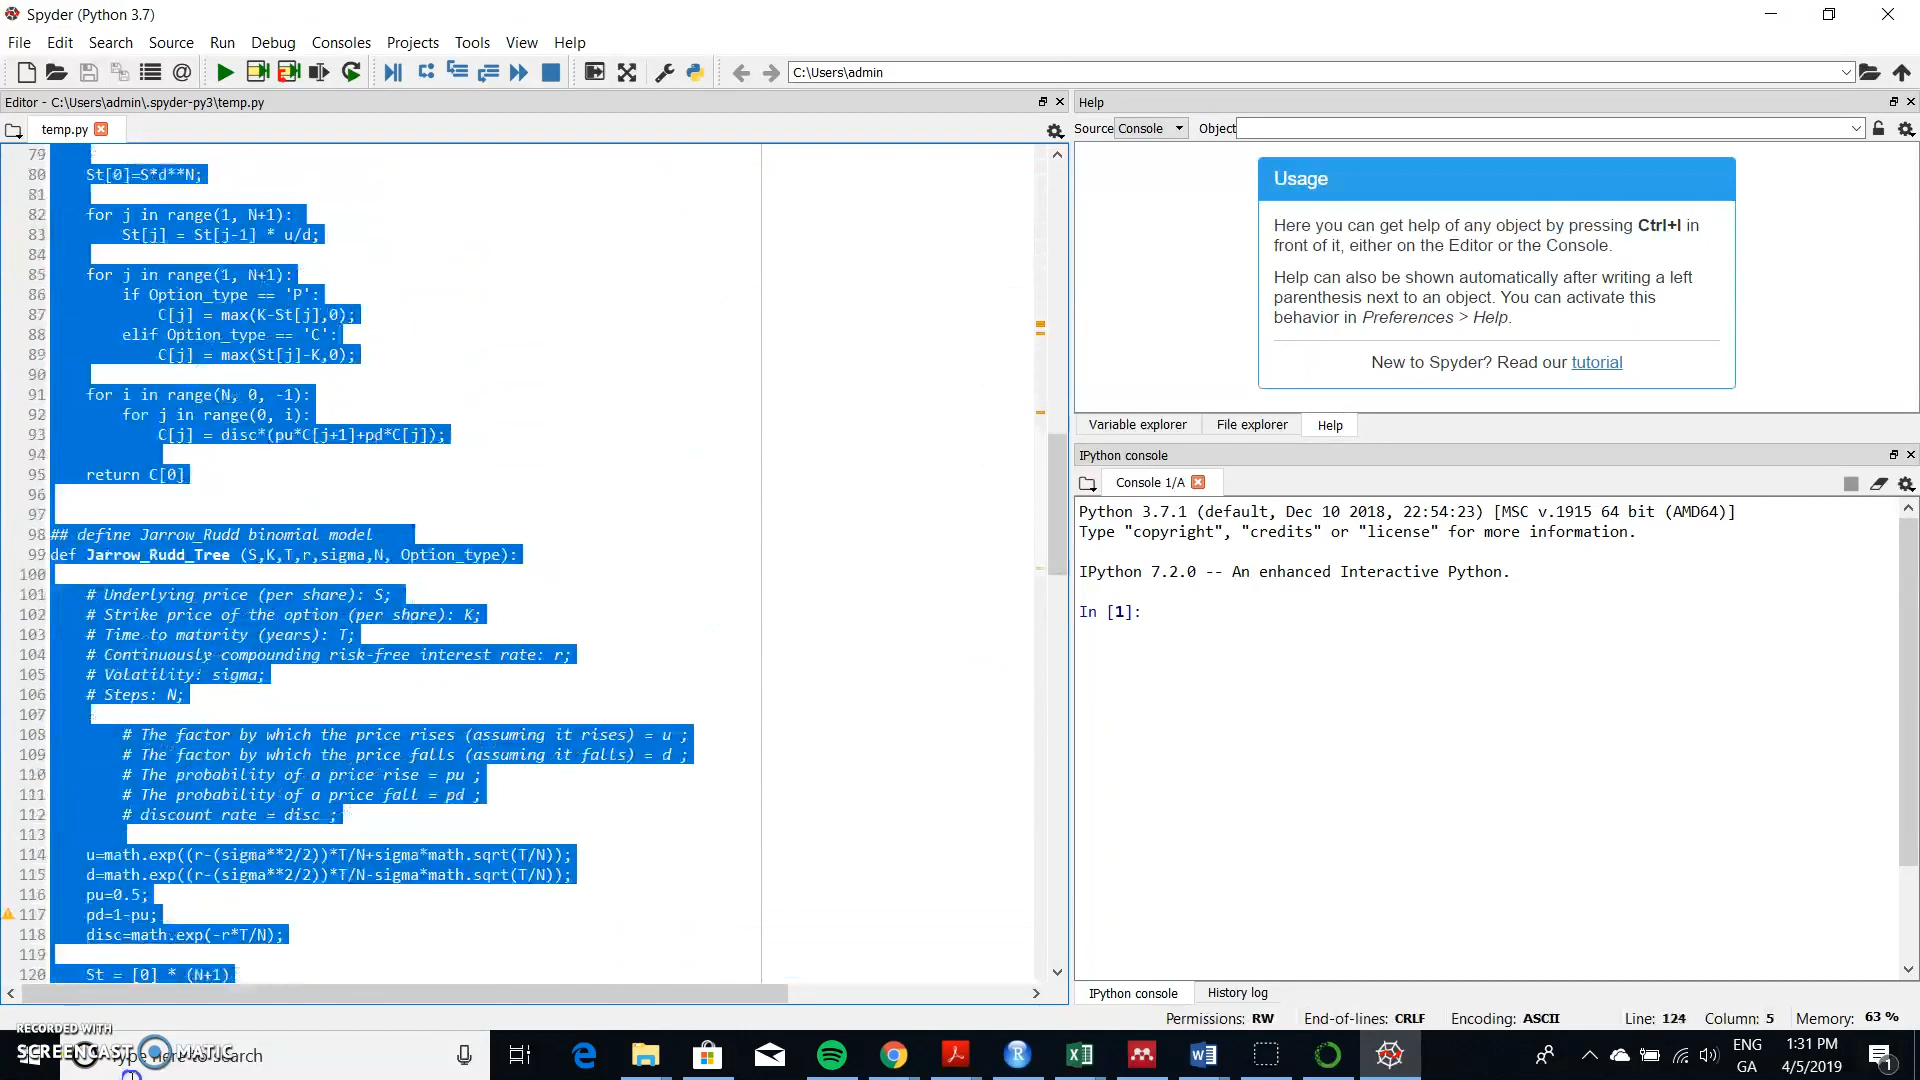 Spyder (Python 3.7)
File Edit Search Source Run Debug Consoles Projects Tools View Help
C:\Users\admin
Editor - C:\Users\admin\.spyder-py3\temp.py
temp.py
79
80 St[0]=S*d**N;
81
82 for j in range(1, N+1):
83 St[j] = St[j-1] * u/d;
84
85 for j in range(1, N+1):
86 if Option_type == 'P':
87 C[j] = max(K-St[j],0);
88 elif Option_type == 'C':
89 C[j] = max(St[j]-K,0);
90
91 for i in range(N, 0, -1):
92 for j in range(0, i):
93 C[j] = disc*(pu*C[j+1]+pd*C[j]);
94
95 return C[0]
96
97
98 ## define Jarrow_Rudd binomial model
99 def Jarrow_Rudd_Tree (S,K,T,r,sigma,N, Option_type):
100
101 # Underlying price (per share): S;
102 # Strike price of the option (per share): K;
103 # Time to maturity (years): T;
104 # Continuously compounding risk-free interest rate: r;
105 # Volatility: sigma;
106 # Steps: N;
107
108 # The factor by which the price rises (assuming it rises) = u ;
109 # The factor by which the price falls (assuming it falls) = d ;
110 # The probability of a price rise = pu ;
111 # The probability of a price fall = pd ;
112 # discount rate = disc ;
113
114 u=math.exp((r-(sigma**2/2))*T/N+sigma*math.sqrt(T/N));
115 d=math.exp((r-(sigma**2/2))*T/N-sigma*math.sqrt(T/N));
116 pu=0.5;
117 pd=1-pu;
118 disc=math.exp(-r*T/N);
119
120 St = [0] * (N+1)
Help
Source Console Object
Usage
Here you can get help of any object by pressing Ctrl+I in
front of it, either on the Editor or the Console.
Help can also be shown automatically after writing a left
parenthesis next to an object. You can activate this
behavior in Preferences > Help.
New to Spyder? Read our tutorial
Variable explorer File explorer Help
IPython console
Console 1/A
Python 3.7.1 (default, Dec 10 2018, 22:54:23) [MSC v.1915 64 bit (AMD64)]
Type "copyright", "credits" or "license" for more information.
IPython 7.2.0 -- An enhanced Interactive Python.
In [1]:
IPython console History log
Permissions: RW End-of-lines: CRLF Encoding: ASCII Line: 124 Column: 5 Memory: 63 %
RECORDED WITH
SCREENCAST MATIC
Type here to search
ENG
GA
1:31 PM
4/5/2019
1